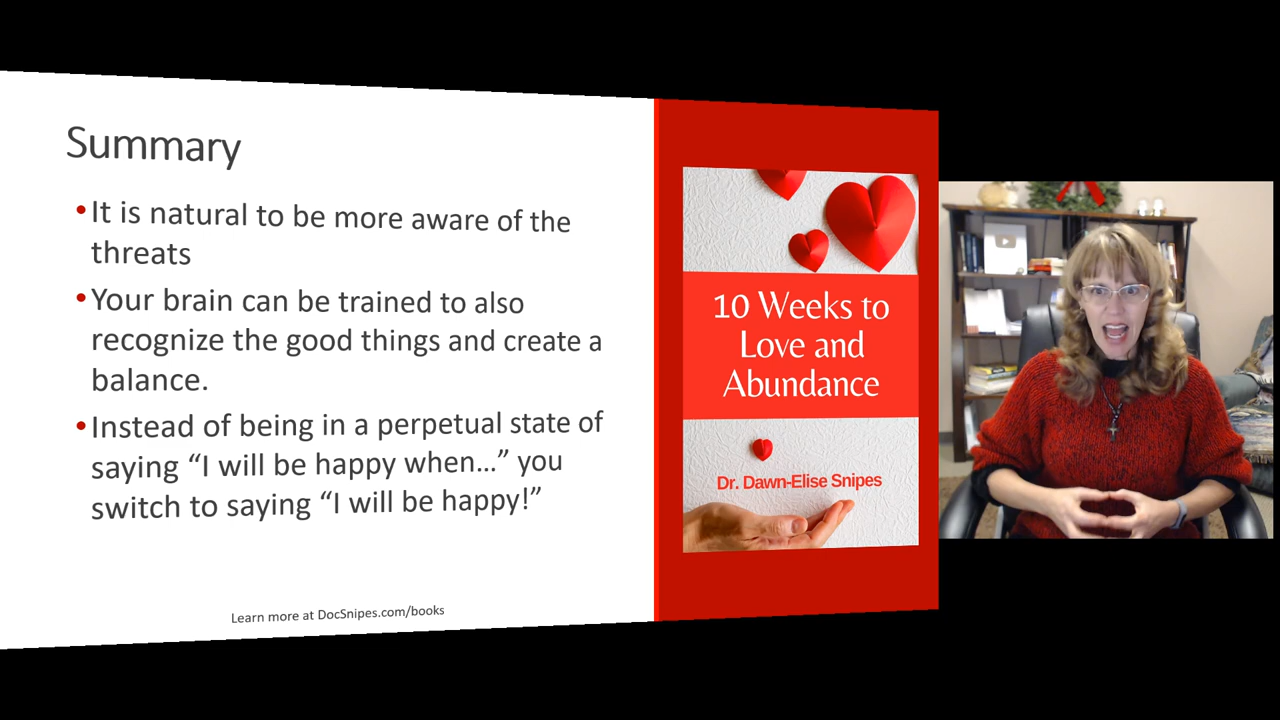 Summary
•It is natural to be more aware of the
threats
•Your brain can be trained to also
recognize the good things and create a
balance.
•Instead of being in a perpetual state of
saying “I will be happy when…” you
switch to saying “I will be happy!”
Learn more at DocSnipes.com/books
10 Weeks to
Love and
Abundance
Dr. Dawn-Elise Snipes